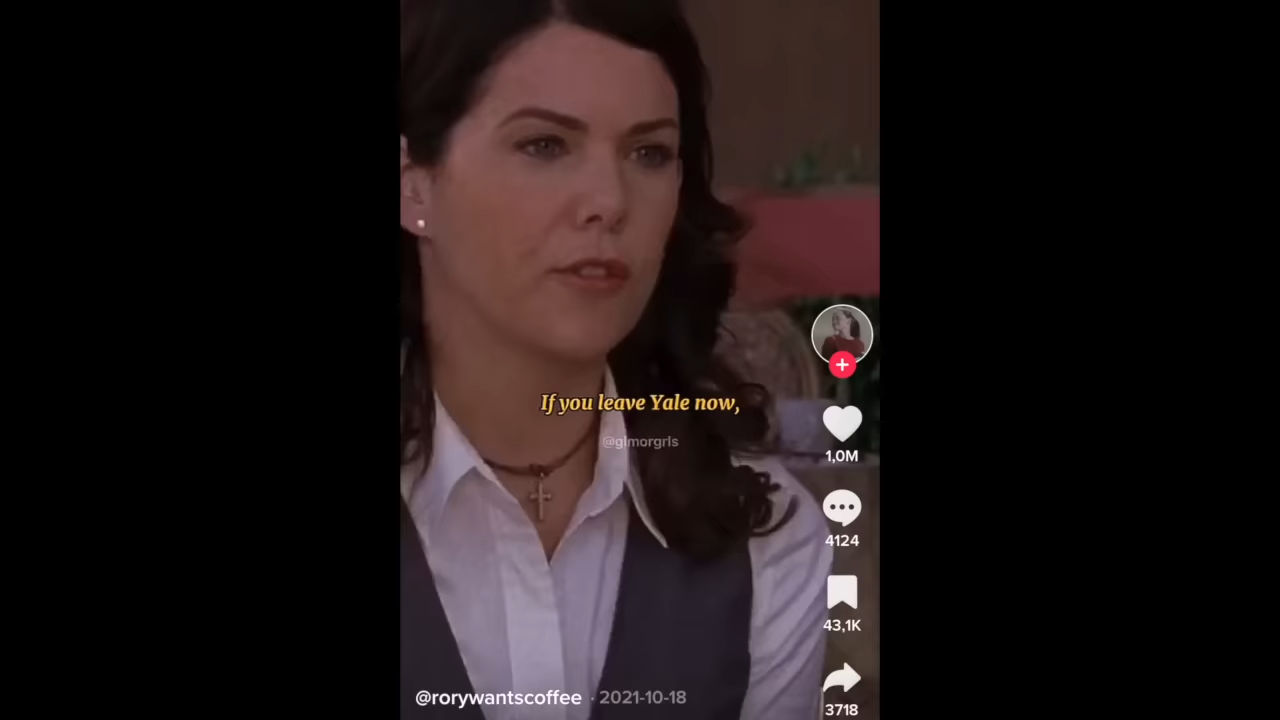 If you leave Yale now,
@glmorgrls
1,0M
4124
43,1K
3718
@rorywantscoffee · 2021-10-18